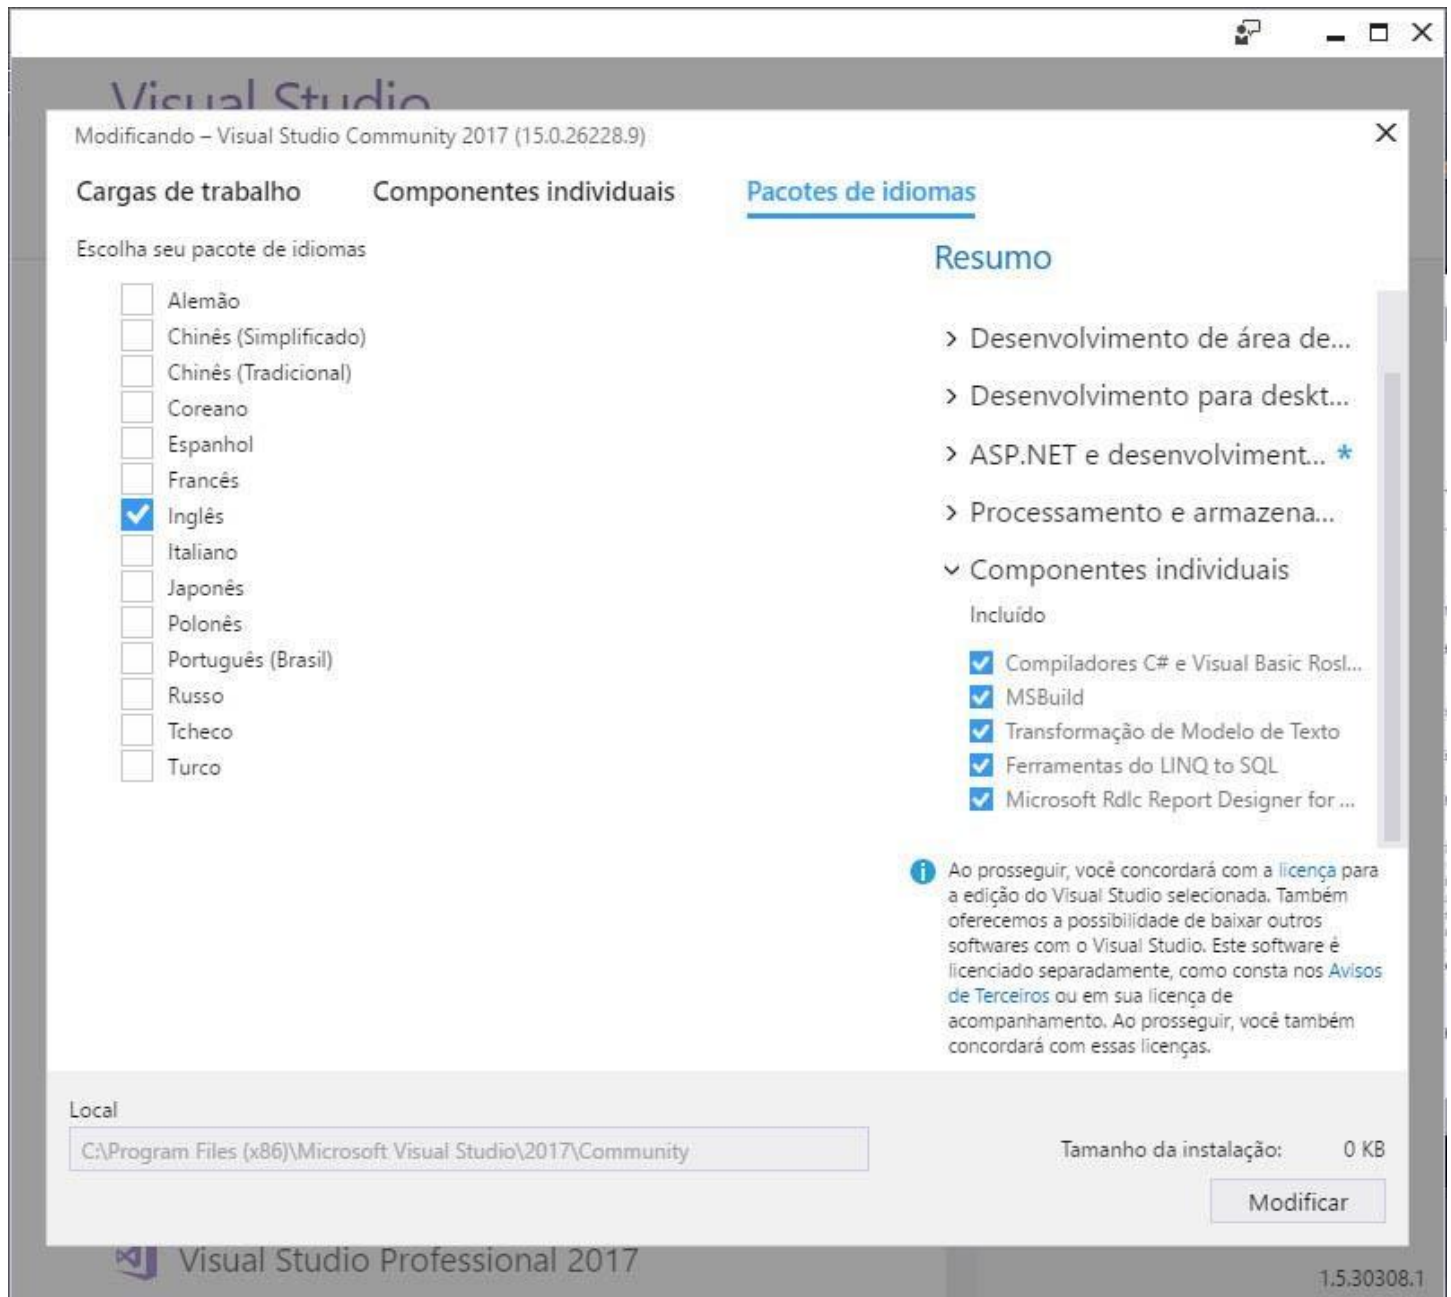 Visual Studio
Modificando – Visual Studio Community 2017 (15.0.26228.9)
Cargas de trabalho
Componentes individuais
Pacotes de idiomas
Escolha seu pacote de idiomas
Alemão
Chinês (Simplificado)
Chinês (Tradicional)
Coreano
Espanhol
Francês
Inglês
Italiano
Japonês
Polonês
Português (Brasil)
Russo
Tcheco
Turco
Resumo
Desenvolvimento de área de...
Desenvolvimento para deskt...
ASP.NET e desenvolviment... *
Processamento e armazena...
Componentes individuais
Incluído
Compiladores C# e Visual Basic Rosl...
MSBuild
Transformação de Modelo de Texto
Ferramentas do LINQ to SQL
Microsoft Rdlc Report Designer for ...
Ao prosseguir, você concordará com a licença para
a edição do Visual Studio selecionada. Também
oferecemos a possibilidade de baixar outros
softwares com o Visual Studio. Este software é
licenciado separadamente, como consta nos Avisos
de Terceiros ou em sua licença de
acompanhamento. Ao prosseguir, você também
concordará com essas licenças.
Local
C:\Program Files (x86)\Microsoft Visual Studio\2017\Community
Tamanho da instalação: 0 KB
Modificar
Visual Studio Professional 2017
1.5.30308.1